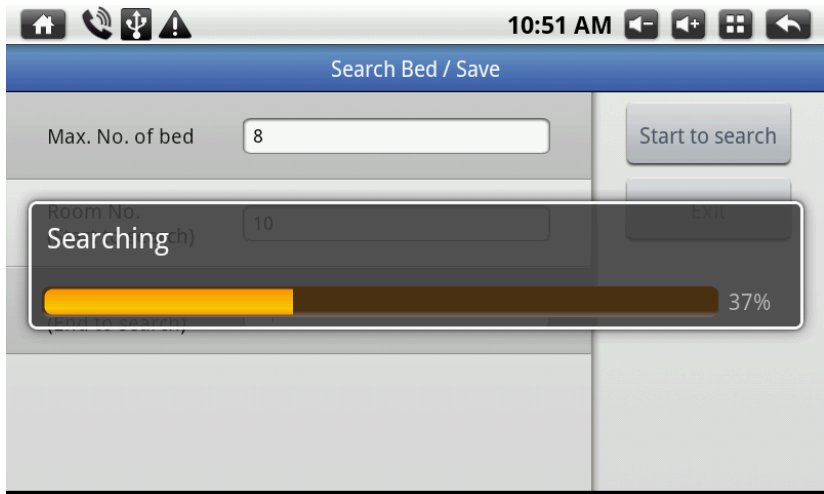 10:51 AM
Search Bed / Save
Max. No. of bed
8
Start to search
Room No.
10
Exit
Searching
37%
(End to search)